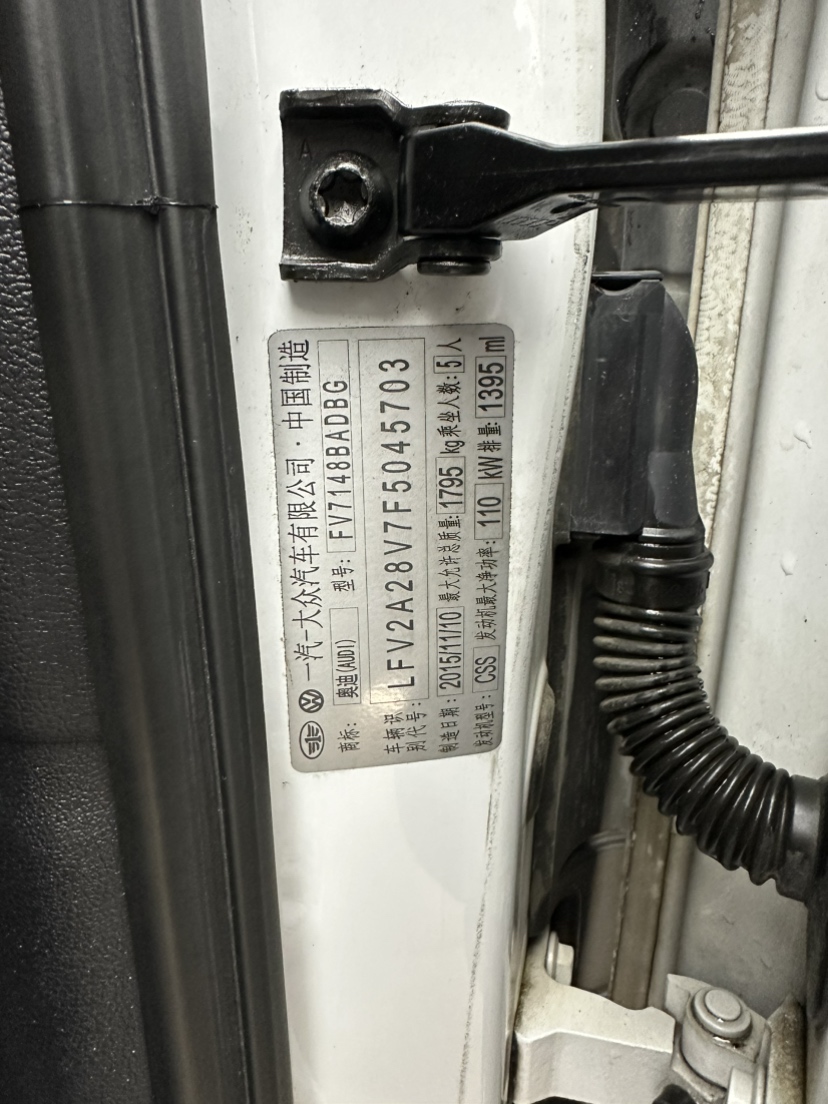 一汽-大众汽车有限公司·中国制造
商标: 奥迪(AUDI) 型号: FV7148BADBG
车辆识别代号: LFV2A28V7F5045703
制造日期: 2015/11/10 最大允许总质量: 1795 kg 乘坐人数: 5 人
发动机型号: CSS 发动机最大净功率: 110 kW 排量: 1395 ml
A